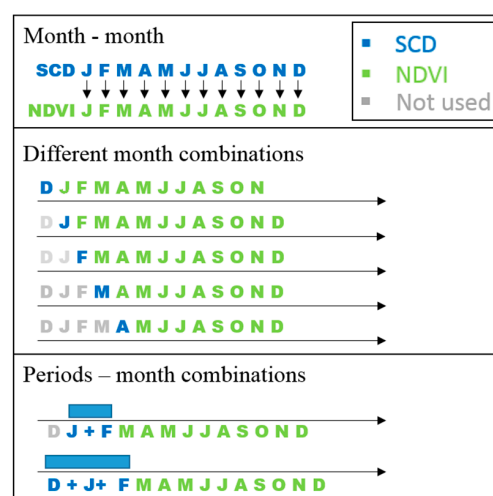 Month - month
SCD J F M A M J J A S O N D
NDVI J F M A M J J A S O N D
SCD
NDVI
Not used
Different month combinations
D J F M A M J J A S O N
D J F M A M J J A S O N D
D J F M A M J J A S O N D
D J F M A M J J A S O N D
D J F M A M J J A S O N D
Periods – month combinations
D J + F M A M J J A S O N D
D + J+ F M A M J J A S O N D